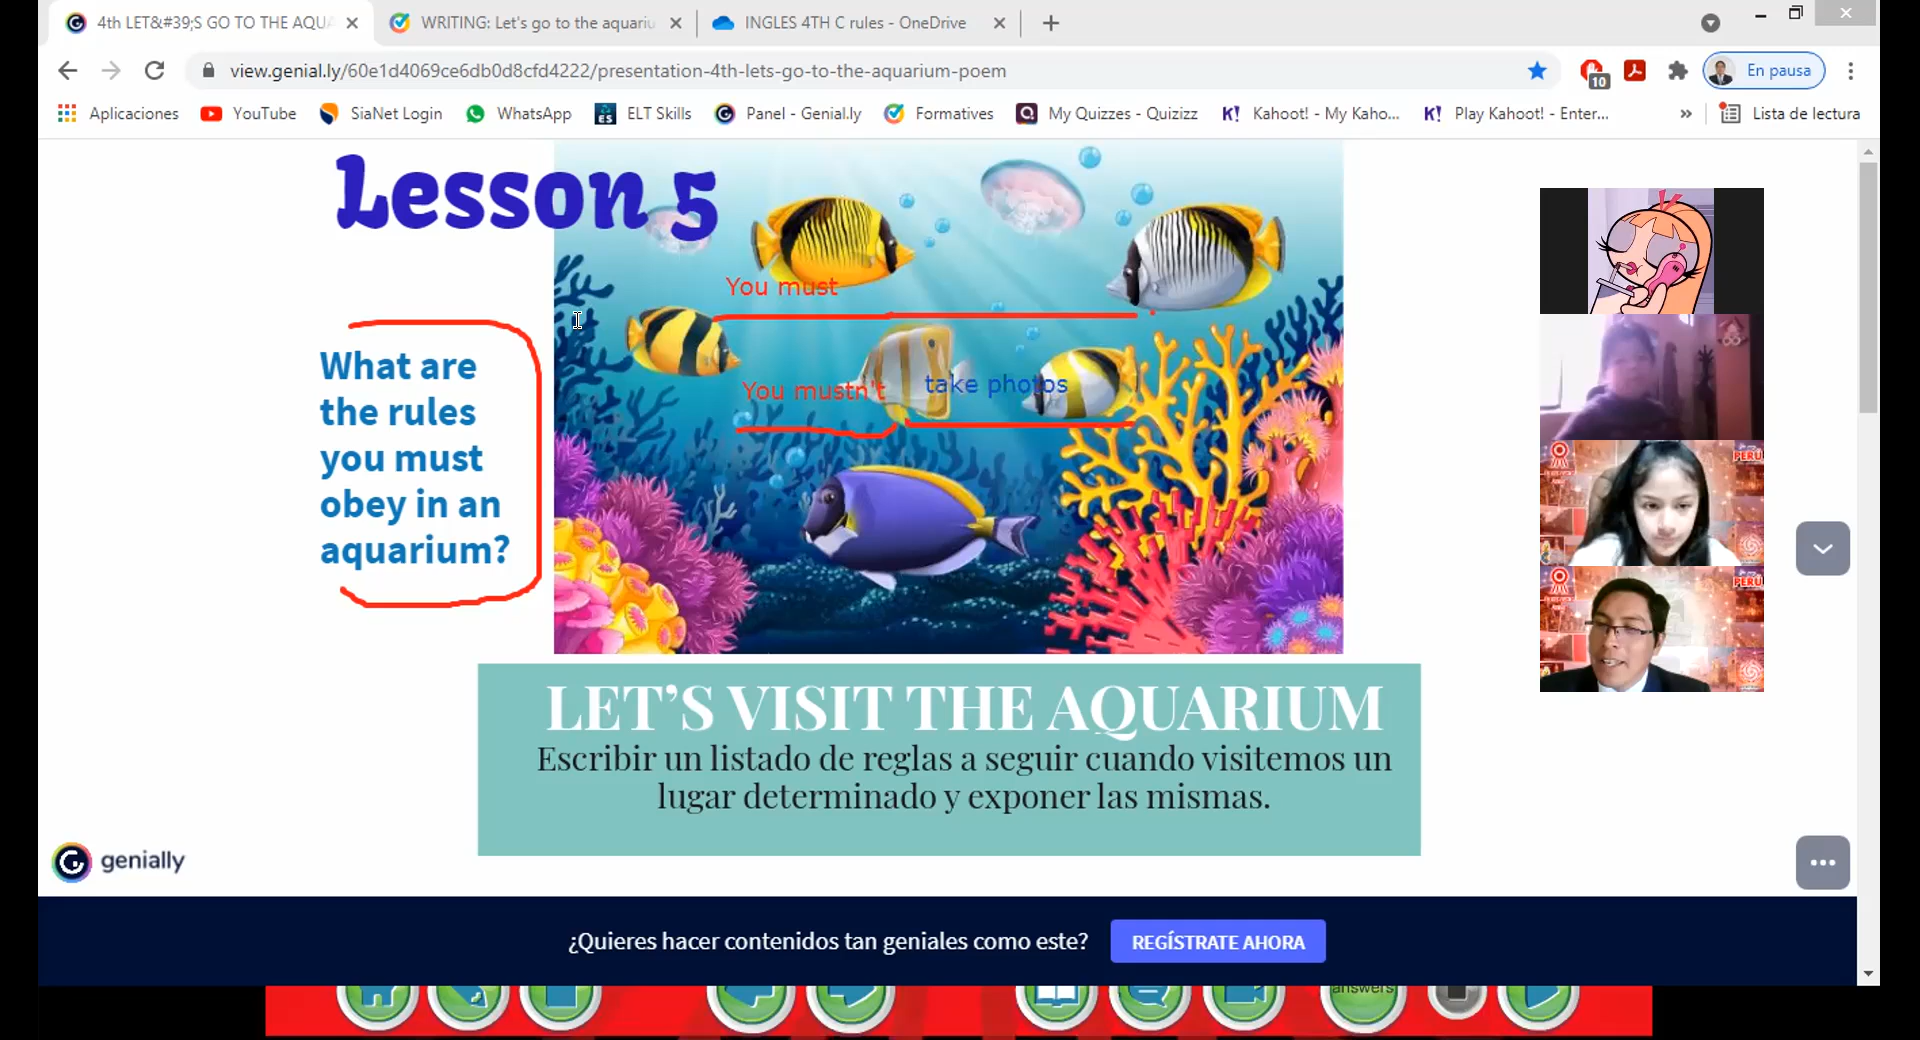 4th LET&#39;S GO TO THE AQUA
WRITING: Let's go to the aquariu
INGLES 4TH C rules - OneDrive
view.genial.ly/60e1d4069ce6db0d8cfd4222/presentation-4th-lets-go-to-the-aquarium-poem
10
En pausa
Aplicaciones
YouTube
SiaNet Login
WhatsApp
ES
ELT Skills
Panel - Genial.ly
Formatives
My Quizzes - Quizizz
K! Kahoot! - My Kaho...
K! Play Kahoot! - Enter...
»
Lista de lectura
Lesson 5
You must
You mustn't
take photos
What are
the rules
you must
obey in an
aquarium?
PERÚ
PERÚ
LET'S VISIT THE AQUARIUM
Escribir un listado de reglas a seguir cuando visitemos un
lugar determinado y exponer las mismas.
genially
¿Quieres hacer contenidos tan geniales como este?
REGÍSTRATE AHORA
answers